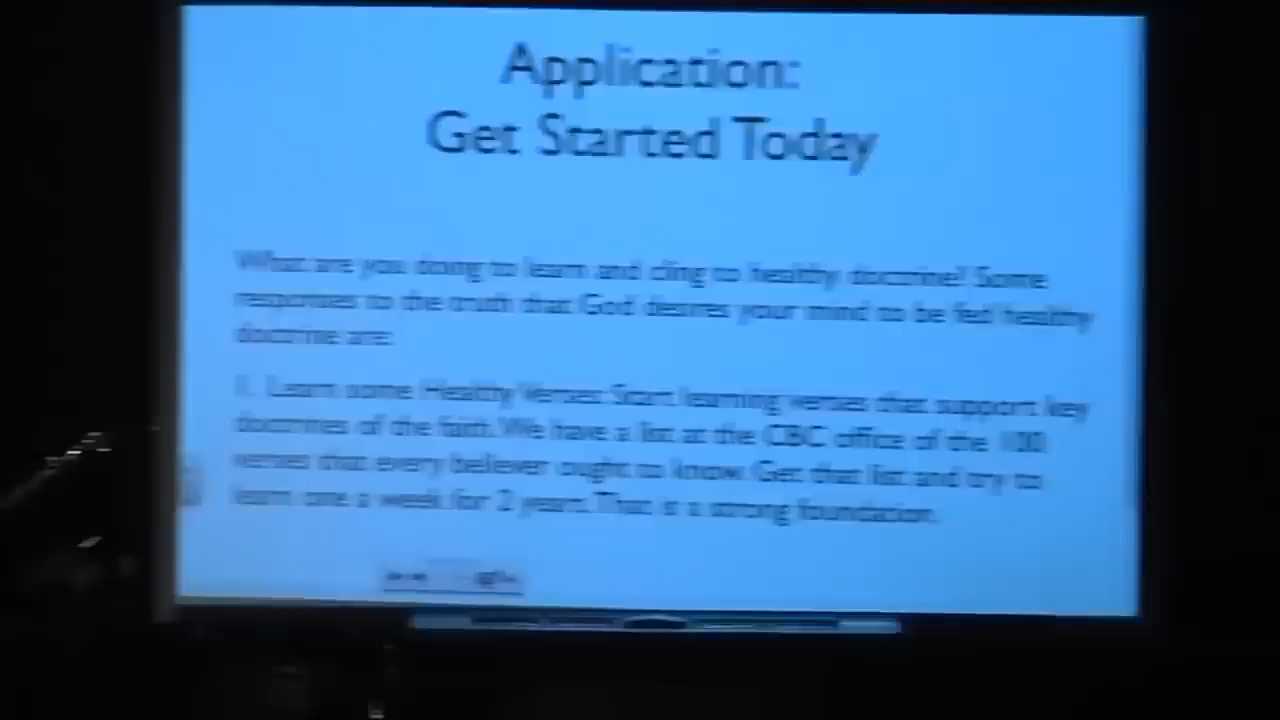 Application:
Get Started Today
What are you doing to learn and cling to healthy doctrine? Some
responses to the truth that God desires your mind to be fed healthy
doctrine are:
1. Learn some Healthy Verses: Start learning verses that support key
doctrines of the faith. We have a list at the CBC office of the 100
verses that every believer ought to know. Get that list and try to
learn one a week for 2 years. That is a strong foundation.